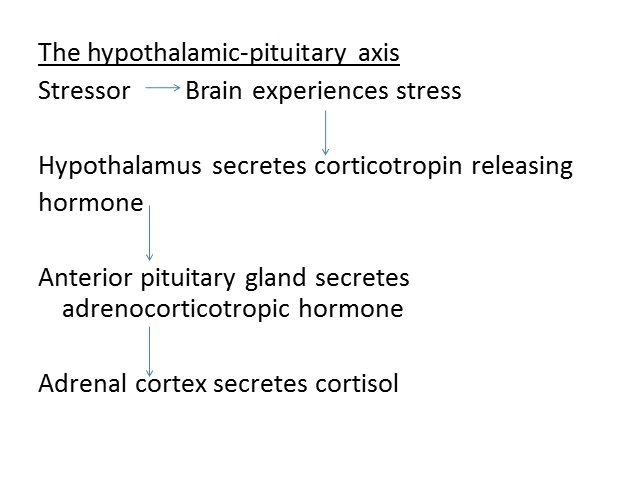 The hypothalamic-pituitary axis
Stressor Brain experiences stress
Hypothalamus secretes corticotropin releasing
hormone
Anterior pituitary gland secretes
adrenocorticotropic hormone
Adrenal cortex secretes cortisol